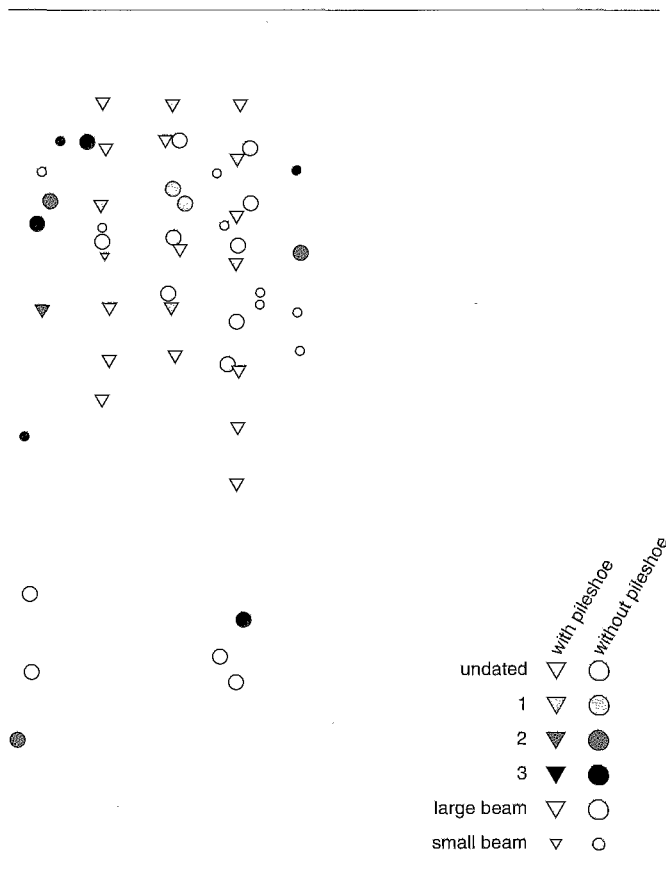 with pileshoe
without pileshoe
undated
1
2
3
large beam
small beam